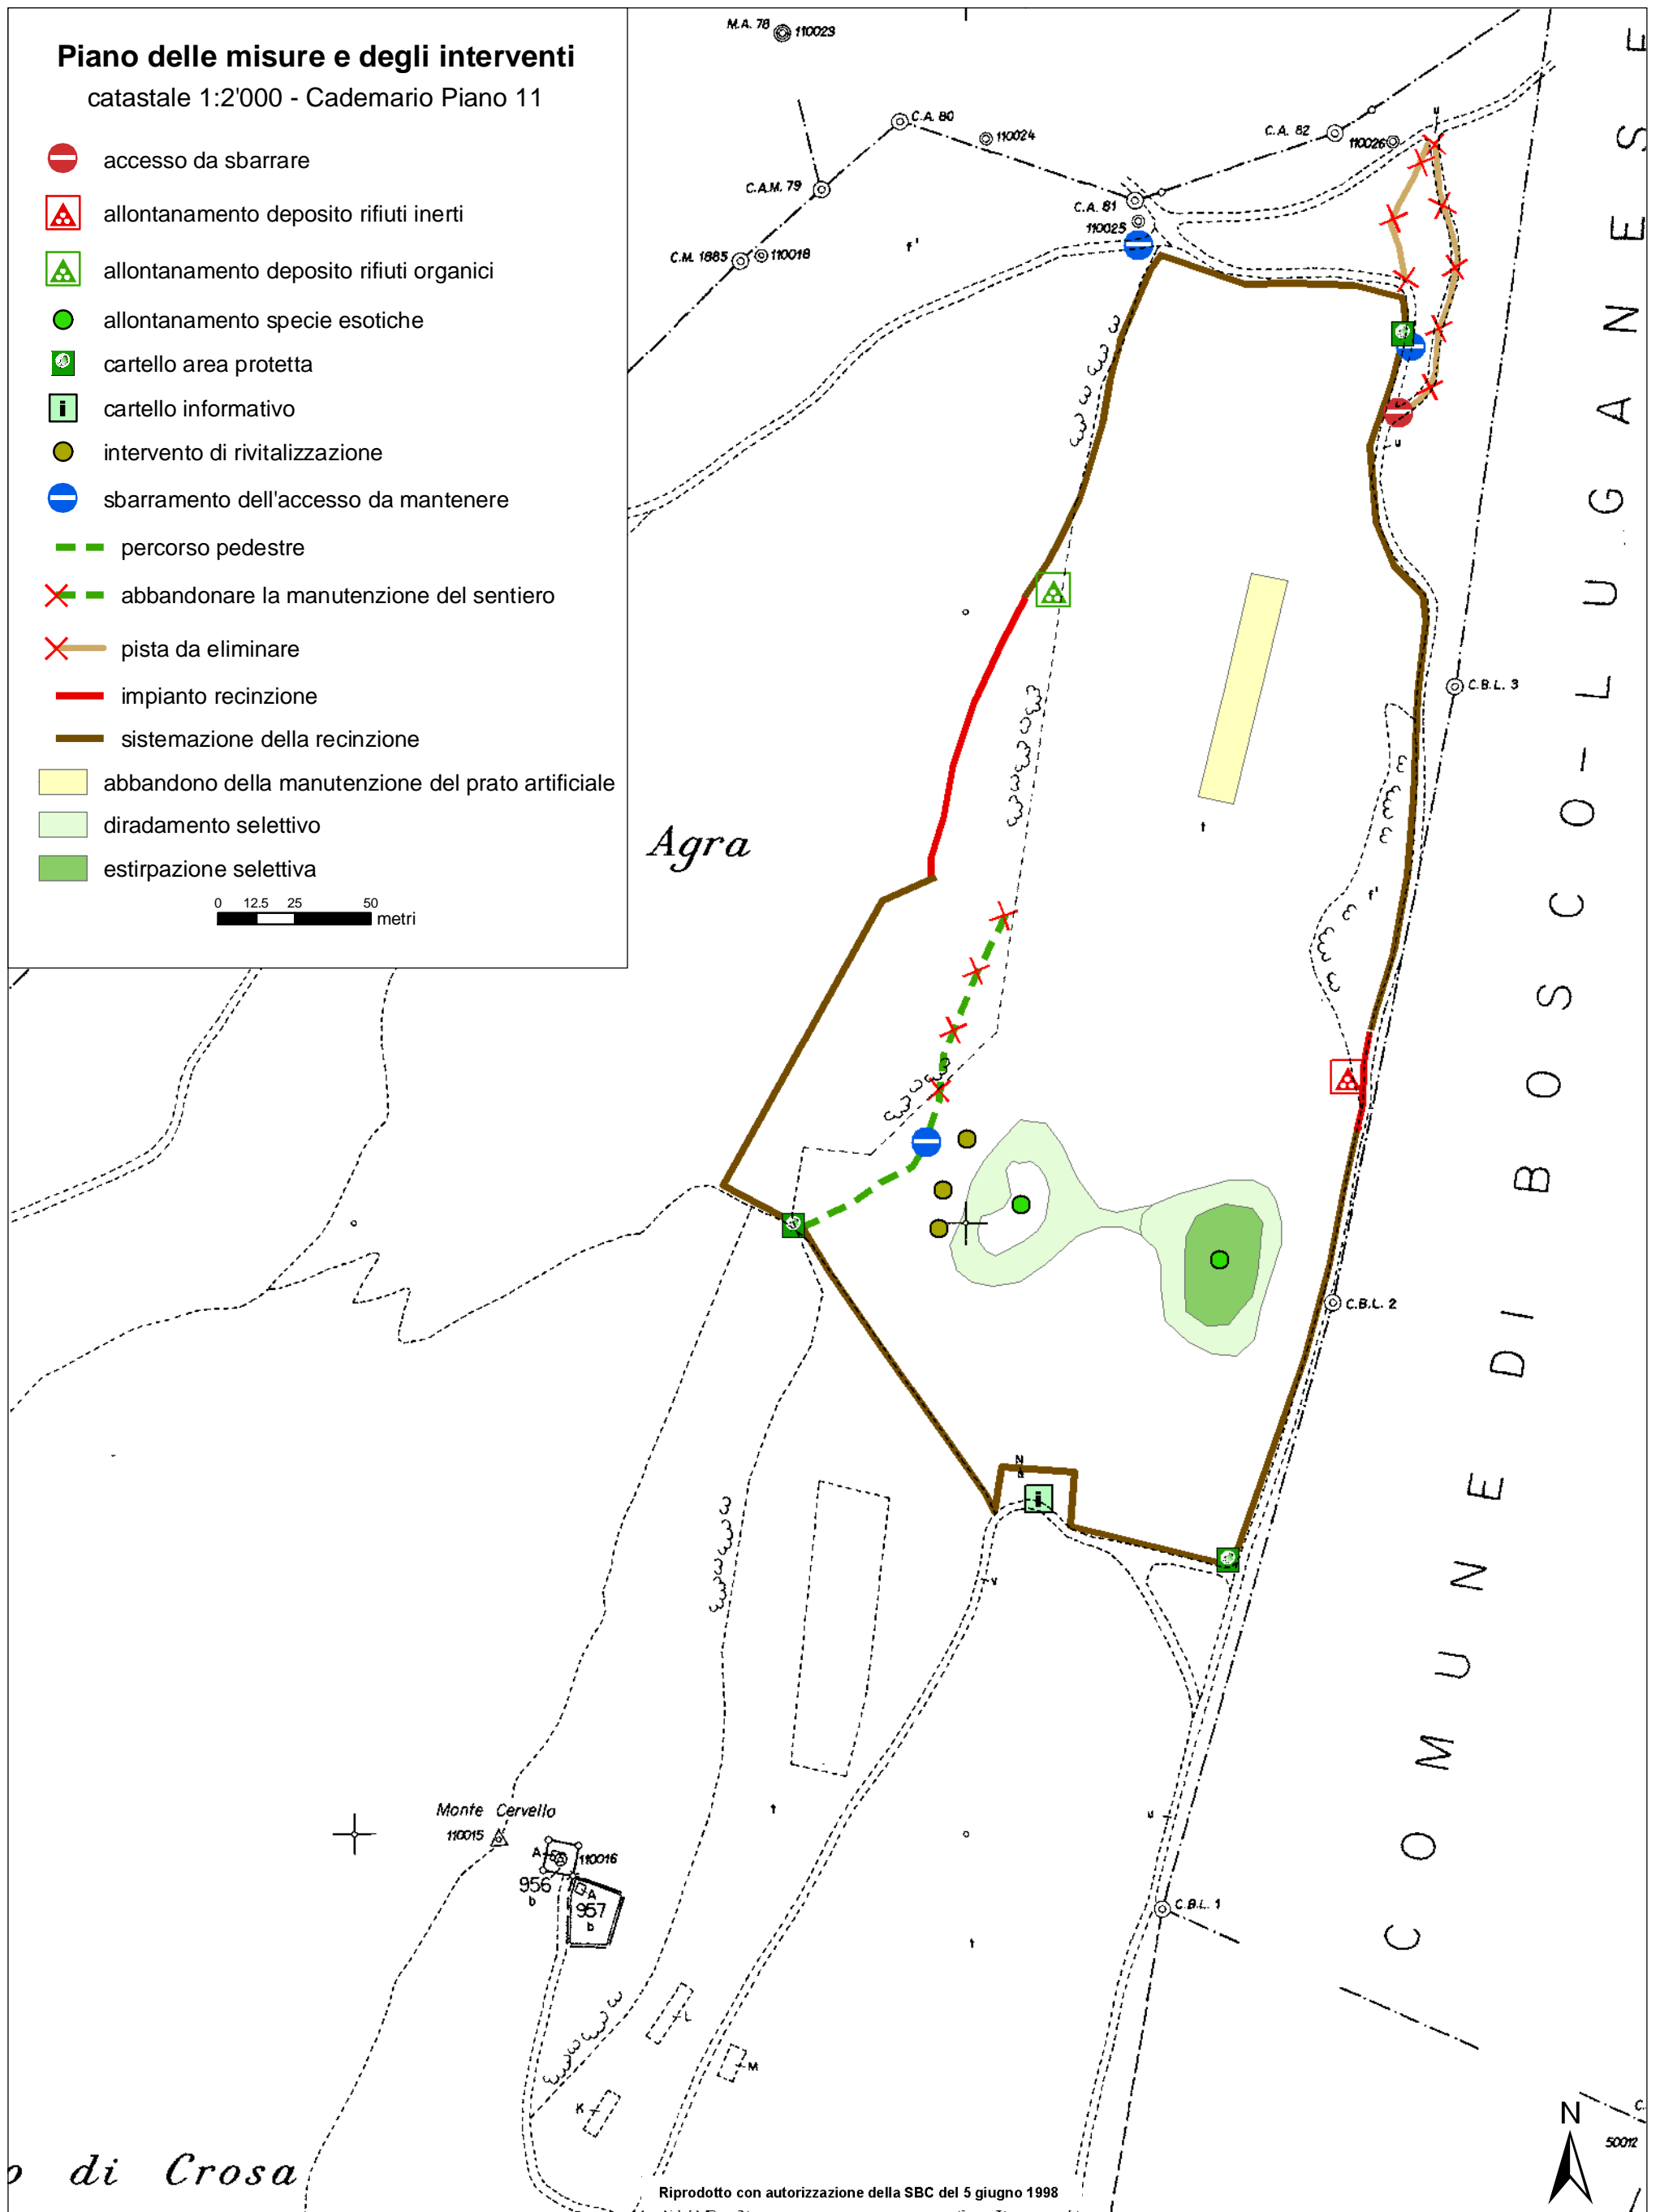 Piano delle misure e degli interventi
catastale 1:2'000 - Cademario Piano 11
accesso da sbarrare
allontanamento deposito rifiuti inerti
allontanamento deposito rifiuti organici
allontanamento specie esotiche
cartello area protetta
i cartello informativo
intervento di rivitalizzazione
sbarramento dell'accesso da mantenere
percorso pedestre
abbandonare la manutenzione del sentiero
pista da eliminare
impianto recinzione
sistemazione della recinzione
abbandono della manutenzione del prato artificiale
diradamento selettivo
estirpazione selettiva
0 12.5 25 50
metri
M.A. 78 110023
C.A. 80
110024
C.A. 82
110026
u
C.A.M. 79
C.A. 81
110025
C.M. 1885 110018
f'
u
C.B.L. 3
Agra
t
f'
C.B.L. 2
N
i
v
COMUNE DI BOSCO-LUGANESE
Monte Cervello
110015
t
u
A 110016
956
b
A
957
b
C.B.L. 1
t
L
M
K
N
C.
50012
o di Crosa
Riprodotto con autorizzazione della SBC del 5 giugno 1998